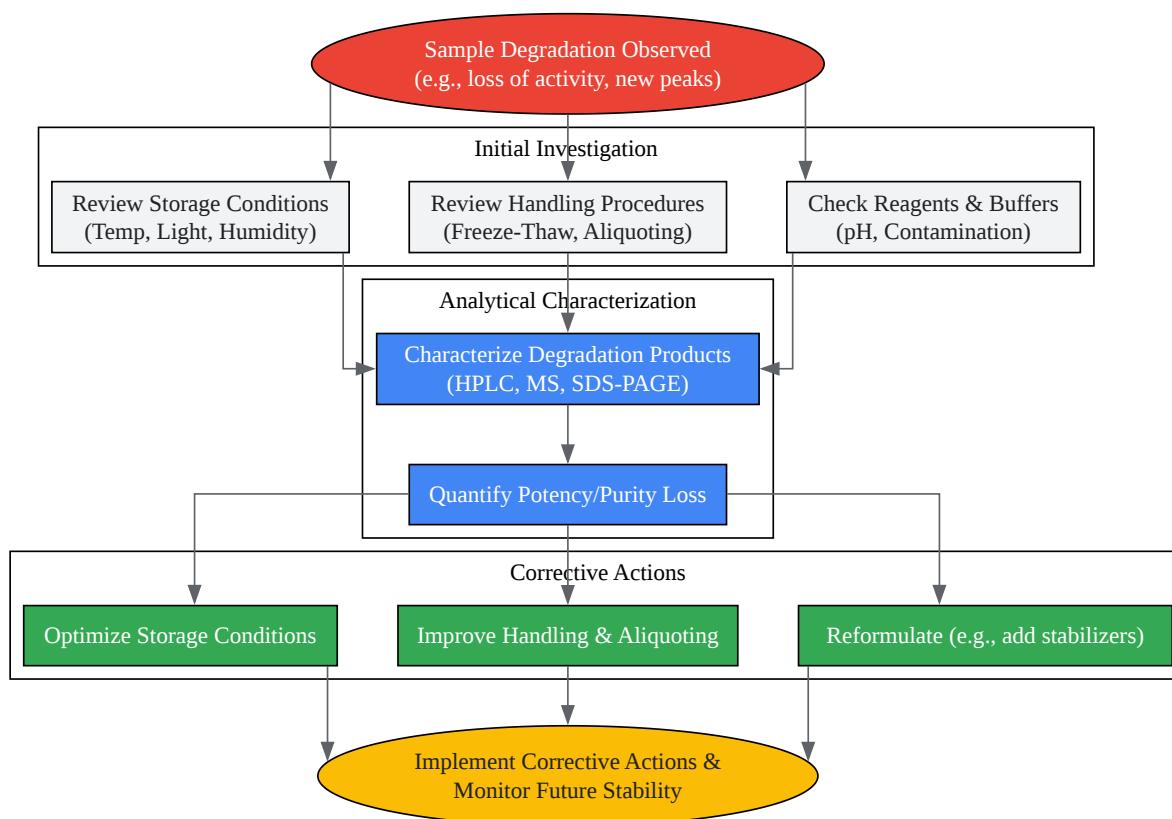 Sample Degradation Observed
(e.g., loss of activity, new peaks)
Initial Investigation
Review Storage Conditions
(Temp, Light, Humidity)
Review Handling Procedures
(Freeze-Thaw, Aliquoting)
Check Reagents & Buffers
(pH, Contamination)
Analytical Characterization
Characterize Degradation Products
(HPLC, MS, SDS-PAGE)
Quantify Potency/Purity Loss
Corrective Actions
Optimize Storage Conditions
Improve Handling & Aliquoting
Reformulate (e.g., add stabilizers)
Implement Corrective Actions &
Monitor Future Stability